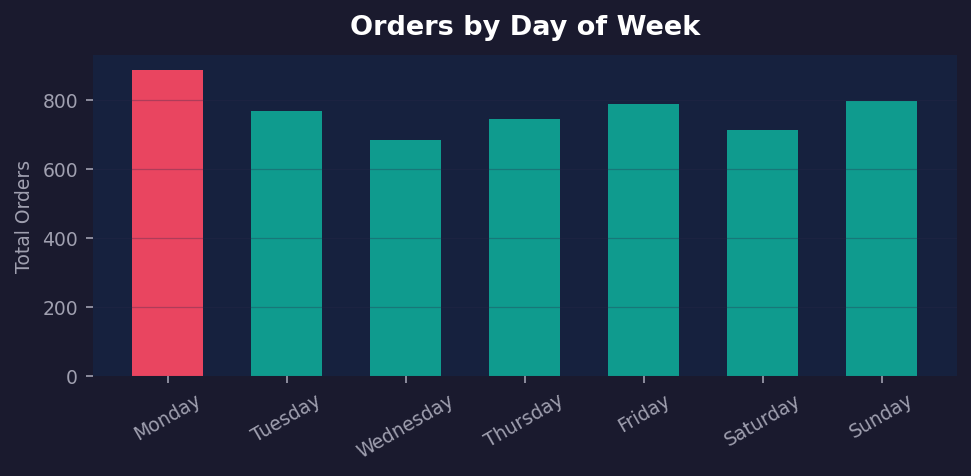 Orders by Day of Week
Total Orders
800
600
400
200
0
Monday
Tuesday
Wednesday
Thursday
Friday
Saturday
Sunday